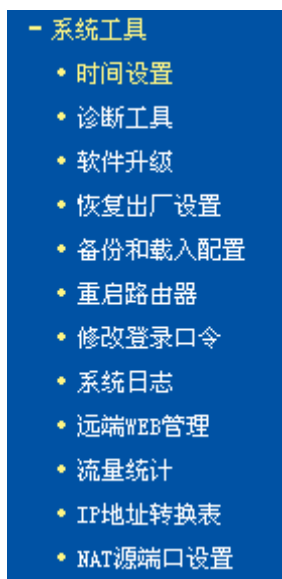 - 系统工具
• 时间设置
• 诊断工具
• 软件升级
• 恢复出厂设置
• 备份和载入配置
• 重启路由器
• 修改登录口令
• 系统日志
• 远端WEB管理
• 流量统计
• IP地址转换表
• NAT源端口设置